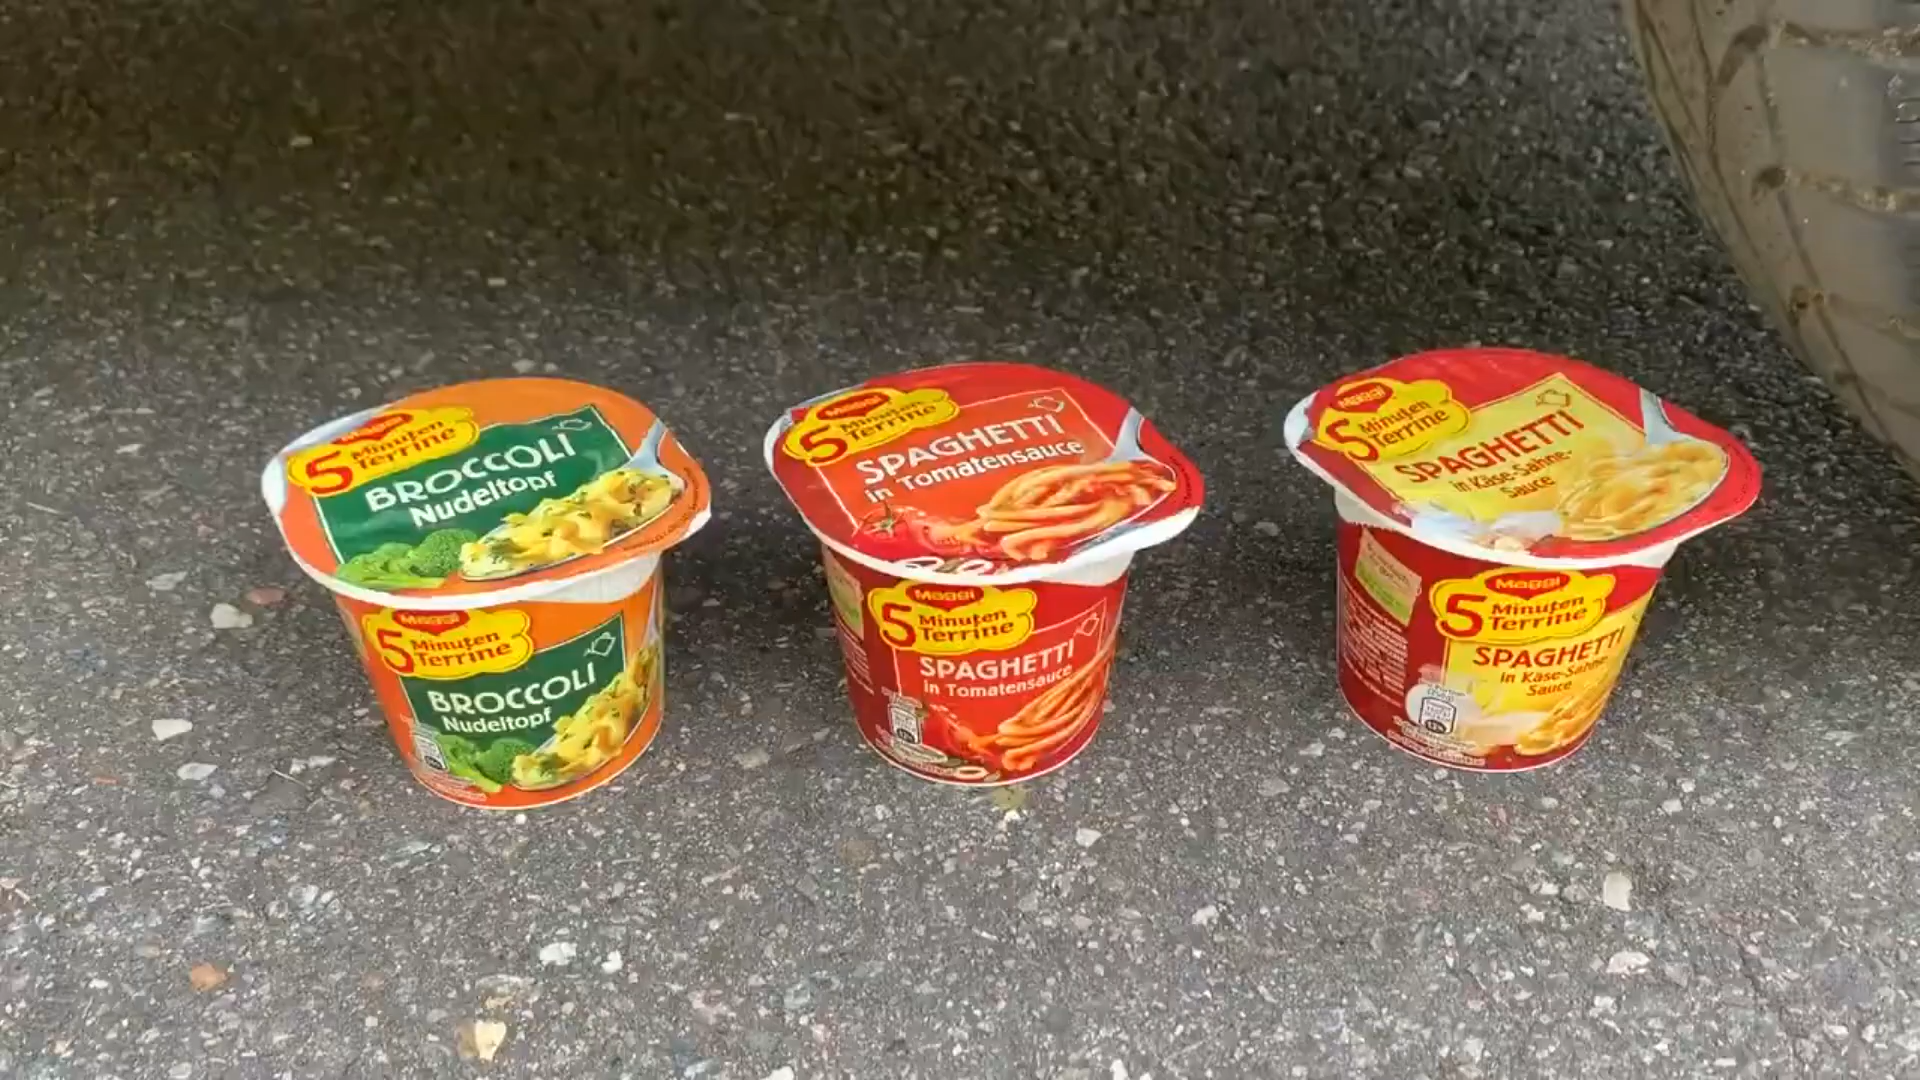 Maggi
5 Minuten
Terrine
BROCCOLI
Nudeltopf
Maggi
5 Minuten
Terrine
BROCCOLI
Nudeltopf
Maggi
5 Minuten
Terrine
SPAGHETTI
in Tomatensauce
Maggi
5 Minuten
Terrine
SPAGHETTI
in Tomatensauce
Maggi
5 Minuten
Terrine
SPAGHETTI
in Käse-Sahne-
Sauce
Maggi
5 Minuten
Terrine
SPAGHETTI
in Käse-Sahne-
Sauce